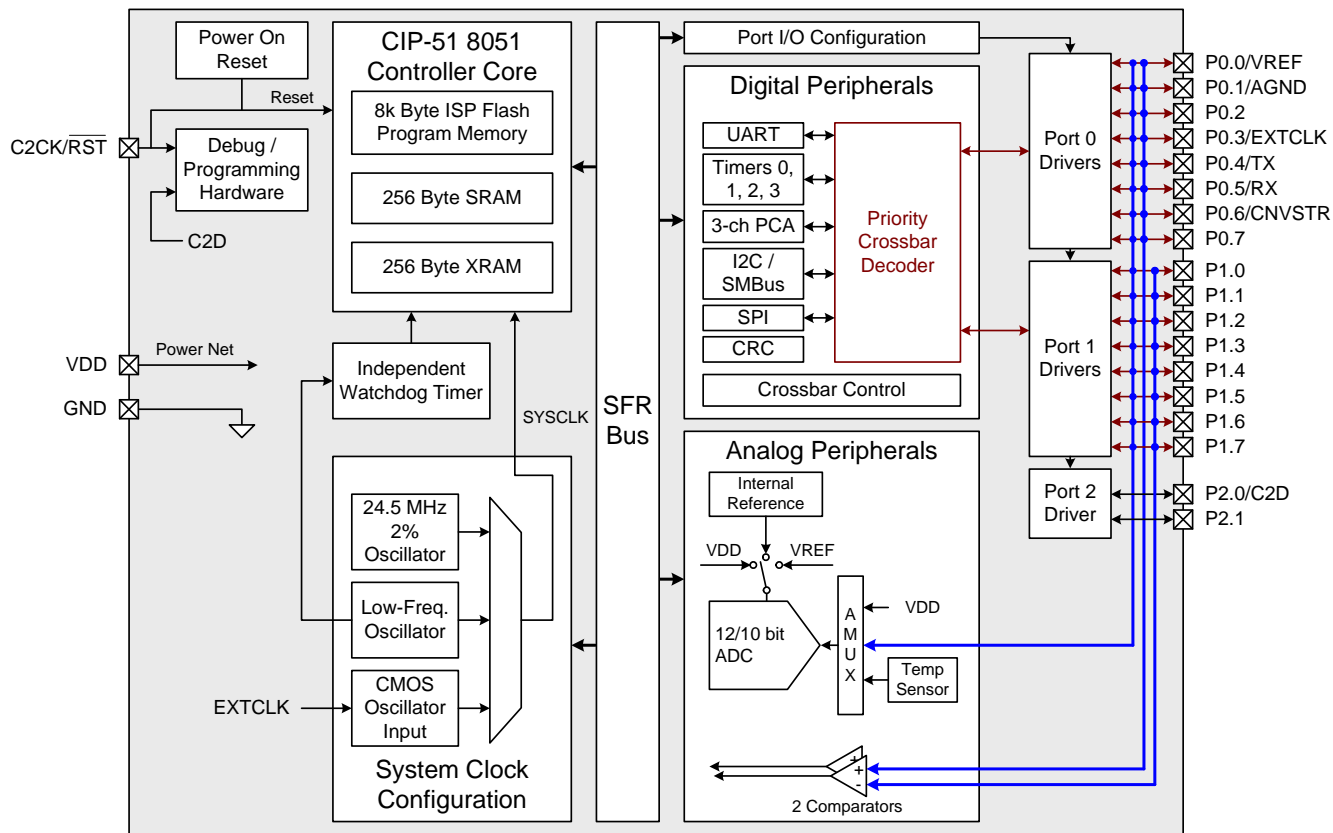 Power On
Reset
Reset
C2CK/RST
Debug /
Programming
Hardware
C2D
VDD
Power Net
GND
CIP-51 8051
Controller Core
8k Byte ISP Flash
Program Memory
256 Byte SRAM
256 Byte XRAM
Independent
Watchdog Timer
SYSCLK
24.5 MHz
2%
Oscillator
Low-Freq.
Oscillator
EXTCLK
CMOS
Oscillator
Input
System Clock
Configuration
SFR
Bus
Port I/O Configuration
Digital Peripherals
UART
Timers 0,
1, 2, 3
3-ch PCA
I2C /
SMBus
SPI
CRC
Priority
Crossbar
Decoder
Crossbar Control
Analog Peripherals
Internal
Reference
VDD
VREF
12/10 bit
ADC
A
M
U
X
VDD
Temp
Sensor
+
+
-
2 Comparators
Port 0
Drivers
Port 1
Drivers
Port 2
Driver
P0.0/VREF
P0.1/AGND
P0.2
P0.3/EXTCLK
P0.4/TX
P0.5/RX
P0.6/CNVSTR
P0.7
P1.0
P1.1
P1.2
P1.3
P1.4
P1.5
P1.6
P1.7
P2.0/C2D
P2.1